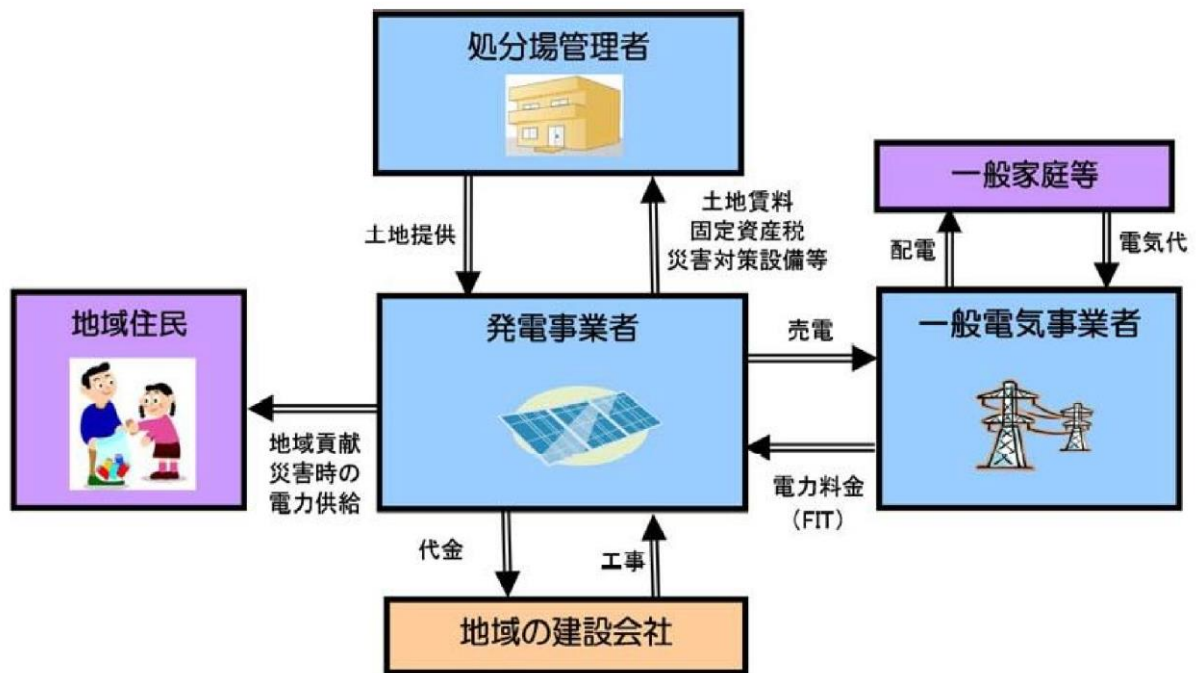 処分場管理者
一般家庭等
土地提供
土地賃料
固定資産税
災害対策設備等
配電
電気代
地域住民
発電事業者
一般電気事業者
売電
地域貢献
災害時の
電力供給
電力料金
（FIT）
代金
工事
地域の建設会社